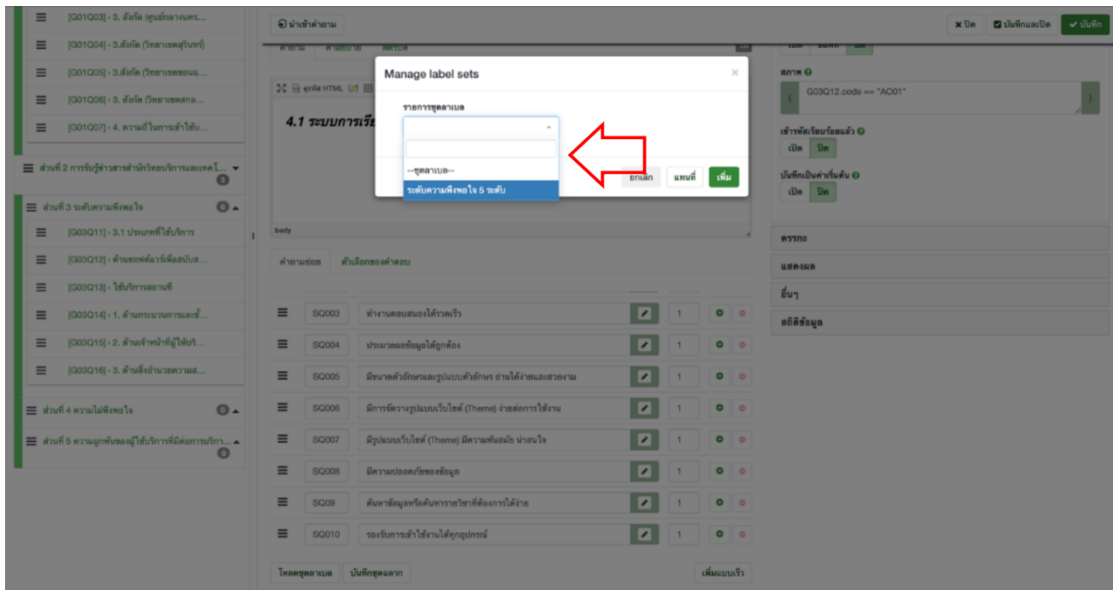 [G01Q03] - 3. สังกัด (ศูนย์กลางนคร...
[G01Q04] - 3.สังกัด (วิทยาเขตสุรินทร์)
[G01Q05] - 3.สังกัด (วิทยาเขตขอนแ...
[G01Q06] - 3. สังกัด (วิทยาเขตสกล...
[G01Q07] - 4. ความถี่ในการเข้าใช้บ...
ส่วนที่ 2 การรับรู้ข่าวสารสำนักวิทยบริการและเทคโ...
3
ส่วนที่ 3 ระดับความพึงพอใจ
[G03Q11] - 3.1 ประเภทที่ใช้บริการ
[G03Q12] - ด้านซอฟต์แวร์เพื่อสนับส...
[G03Q13] - ใช้บริการสถานที่
[G03Q14] - 1. ด้านกระบวนการและขั้...
[G03Q15] - 2. ด้านเจ้าหน้าที่ผู้ให้บริ...
[G03Q16] - 3. ด้านสิ่งอำนวยความส...
ส่วนที่ 4 ความไม่พึงพอใจ
ส่วนที่ 5 ความผูกพันของผู้ใช้บริการที่มีต่อการบริกา...
นำเข้าคำถาม
ปิด บันทึกและปิด บันทึก
คำถาม คำอธิบาย สคริปต์
ดูรหัส HTML
4.1 ระบบการเรีย
Manage label sets ×
รายการชุดลาเบล
--ชุดลาเบล--
ระดับความพึงพอใจ 5 ระดับ
ยกเลิก แทนที่ เพิ่ม
body
คำถามย่อย ตัวเลือกของคำตอบ
SQ003 ทำงานตอบสนองได้รวดเร็ว 1
SQ004 ประมวลผลข้อมูลได้ถูกต้อง 1
SQ005 มีขนาดตัวอักษรและรูปแบบตัวอักษร อ่านได้ง่ายและสวยงาม 1
SQ006 มีการจัดวางรูปแบบเว็บไซต์ (Theme) ง่ายต่อการใช้งาน 1
SQ007 มีรูปแบบเว็บไซต์ (Theme) มีความทันสมัย น่าสนใจ 1
SQ008 มีความปลอดภัยของข้อมูล 1
SQ09 ค้นหาข้อมูลหรือค้นหารายวิชาที่ต้องการได้ง่าย 1
SQ010 รองรับการเข้าใช้งานได้ทุกอุปกรณ์ 1
โหลดชุดลาเบล บันทึกชุดฉลาก เพิ่มแบบเร็ว
สภาพ
{ G03Q12.code == "AO01" }
เข้ารหัสเรียบร้อยแล้ว
เปิด ปิด
บันทึกเป็นค่าเริ่มต้น
เปิด ปิด
ตรรกะ
แสดงผล
อื่นๆ
สถิติข้อมูล